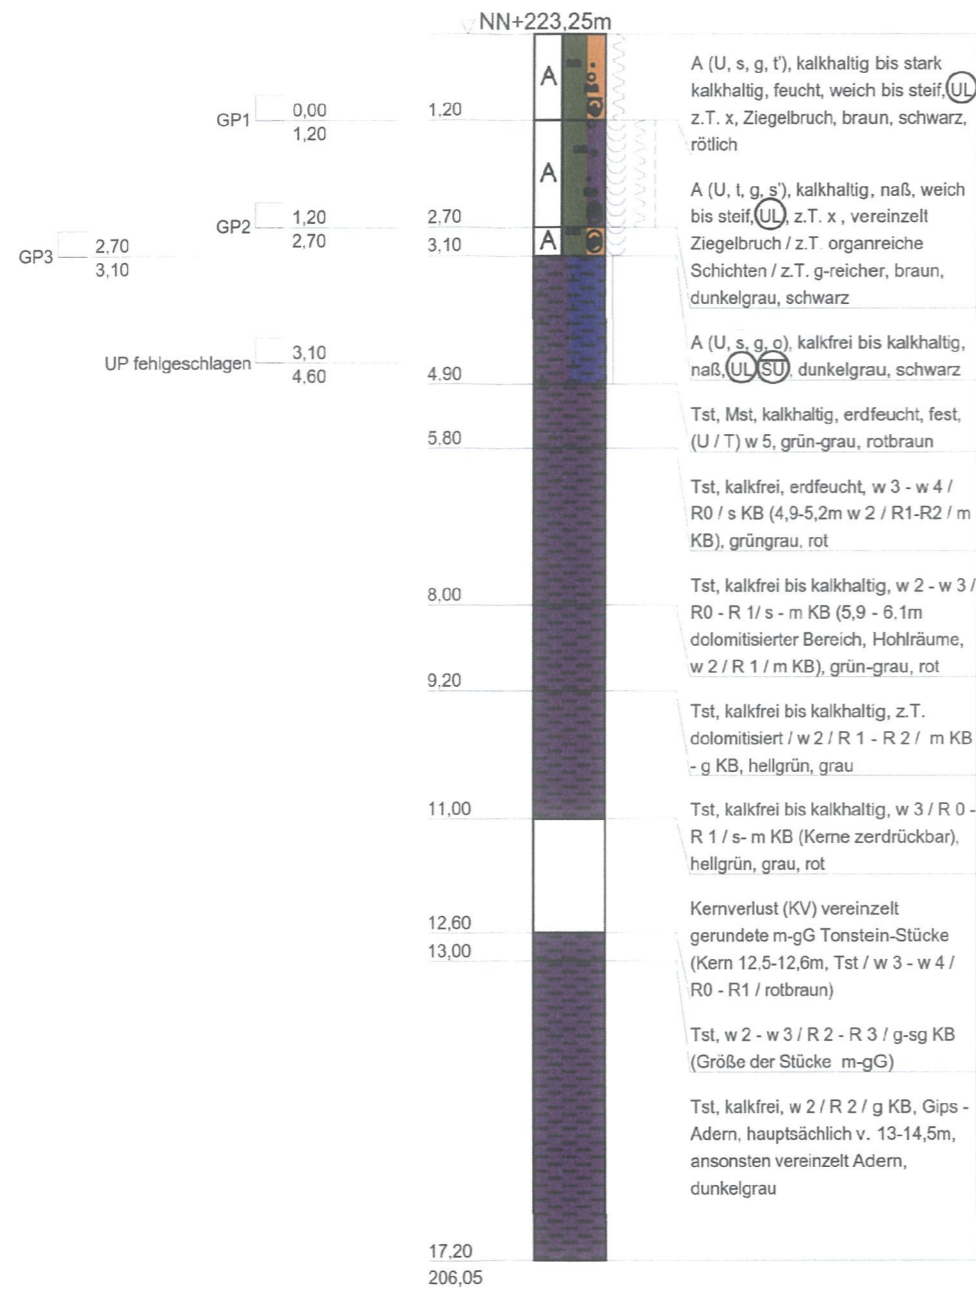 NN+223,25m
A
A (U, s, g, t'), kalkhaltig bis stark
kalkhaltig, feucht, weich bis steif, UL
z.T. x, Ziegelbruch, braun, schwarz,
rötlich
GP1 0,00
1,20
1,20
A
A (U, t, g, s'), kalkhaltig, naß, weich
bis steif, UL, z.T. x , vereinzelt
Ziegelbruch / z.T. organreiche
Schichten / z.T. g-reicher, braun,
dunkelgrau, schwarz
GP2 1,20
2,70
2,70
GP3 2,70
3,10
3,10
A
A (U, s, g, o), kalkfrei bis kalkhaltig,
naß, UL SU, dunkelgrau, schwarz
UP fehlgeschlagen 3,10
4,60
4.90
Tst, Mst, kalkhaltig, erdfeucht, fest,
(U / T) w 5, grün-grau, rotbraun
5,80
Tst, kalkfrei, erdfeucht, w 3 - w 4 /
R0 / s KB (4,9-5,2m w 2 / R1-R2 / m
KB), grüngrau, rot
8,00
Tst, kalkfrei bis kalkhaltig, w 2 - w 3 /
R0 - R 1/ s - m KB (5,9 - 6,1m
dolomitisierter Bereich, Hohlräume,
w 2 / R 1 / m KB), grün-grau, rot
9,20
Tst, kalkfrei bis kalkhaltig, z.T.
dolomitisiert / w 2 / R 1 - R 2 / m KB
- g KB, hellgrün, grau
11,00
Tst, kalkfrei bis kalkhaltig, w 3 / R 0 -
R 1 / s- m KB (Kerne zerdrückbar),
hellgrün, grau, rot
12,60
Kernverlust (KV) vereinzelt
gerundete m-gG Tonstein-Stücke
(Kern 12,5-12,6m, Tst / w 3 - w 4 /
R0 - R1 / rotbraun)
13,00
Tst, w 2 - w 3 / R 2 - R 3 / g-sg KB
(Größe der Stücke m-gG)
Tst, kalkfrei, w 2 / R 2 / g KB, Gips -
Adern, hauptsächlich v. 13-14,5m,
ansonsten vereinzelt Adern,
dunkelgrau
17,20
206,05